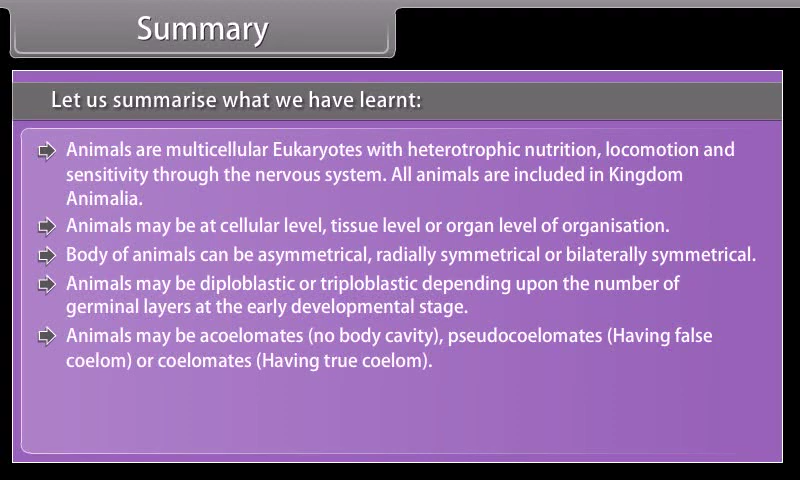 Summary
Let us summarise what we have learnt:
Animals are multicellular Eukaryotes with heterotrophic nutrition, locomotion and
sensitivity through the nervous system. All animals are included in Kingdom
Animalia.
Animals may be at cellular level, tissue level or organ level of organisation.
Body of animals can be asymmetrical, radially symmetrical or bilaterally symmetrical.
Animals may be diploblastic or triploblastic depending upon the number of
germinal layers at the early developmental stage.
Animals may be acoelomates (no body cavity), pseudocoelomates (Having false
coelom) or coelomates (Having true coelom).